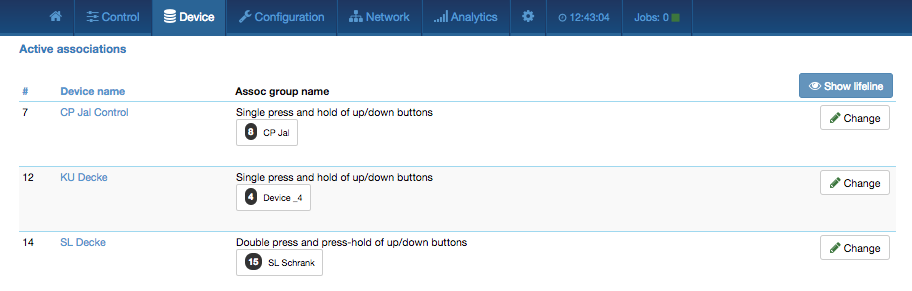 Control Device Configuration Network Analytics 12:43:04 Jobs: 0
Active associations
# Device name Assoc group name Show lifeline
7 CP Jal Control Single press and hold of up/down buttons Change
8 CP Jal
12 KU Decke Single press and hold of up/down buttons Change
4 Device _4
14 SL Decke Double press and press-hold of up/down buttons Change
15 SL Schrank